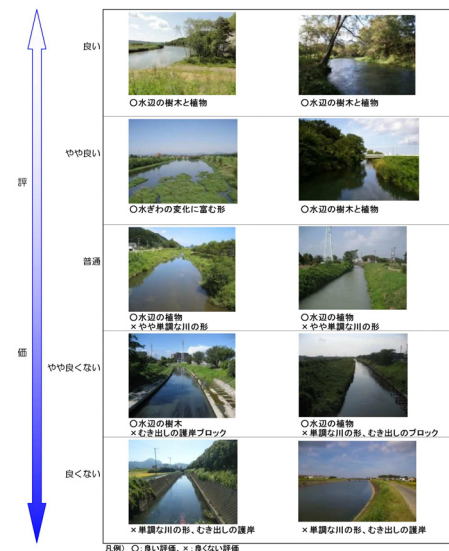 良い
○水辺の樹木と植物
○水辺の樹木と植物
やや良い
○水ぎわの変化に富む形
○水辺の樹木と植物
評
普通
○水辺の植物
×やや単調な川の形
○水辺の植物
×やや単調な川の形
価
やや良くない
○水辺の樹木
×むき出しの護岸ブロック
○水辺の植物
×単調な川の形、むき出しのブロック
良くない
×単調な川の形、むき出しの護岸
×単調な川の形、むき出しの護岸
凡例) ○:良い評価、×:良くない評価